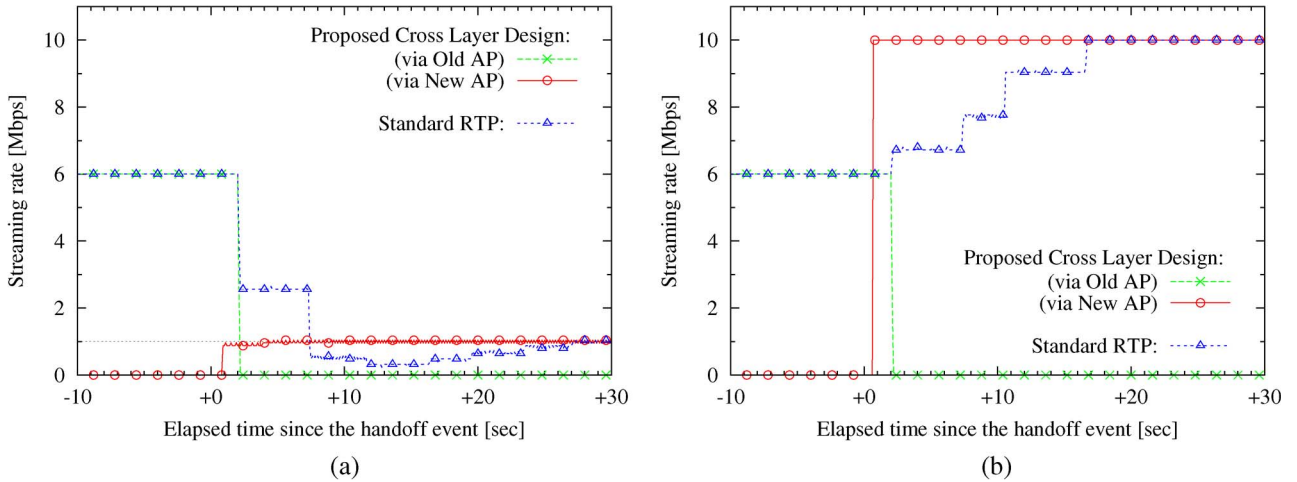 10
8
6
4
2
1
0
Streaming rate [Mbps]
Proposed Cross Layer Design:
(via Old AP)
(via New AP)
Standard RTP:
-10
+0
+10
+20
+30
Elapsed time since the handoff event [sec]
(a)
10
8
6
4
2
0
Streaming rate [Mbps]
Proposed Cross Layer Design:
(via Old AP)
(via New AP)
Standard RTP:
-10
+0
+10
+20
+30
Elapsed time since the handoff event [sec]
(b)